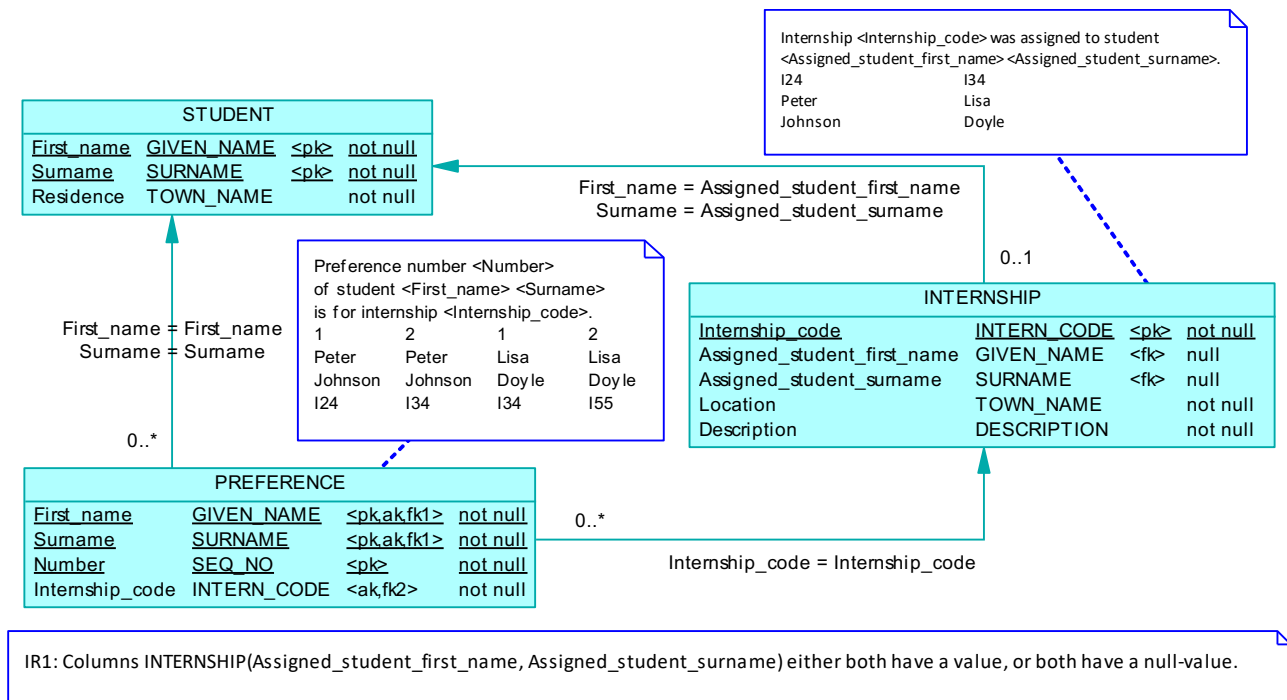 Internship <Internship_code> was assigned to student
<Assigned_student_first_name> <Assigned_student_surname>.
I24 I34
Peter Lisa
Johnson Doyle
STUDENT
First_name GIVEN_NAME <pk> not null
Surname SURNAME <pk> not null
Residence TOWN_NAME not null
First_name = Assigned_student_first_name
Surname = Assigned_student_surname
0..1
Preference number <Number>
of student <First_name> <Surname>
is for internship <Internship_code>.
1 2 1 2
Peter Peter Lisa Lisa
Johnson Johnson Doyle Doyle
I24 I34 I34 I55
First_name = First_name
Surname = Surname
0..*
INTERNSHIP
Internship_code INTERN_CODE <pk> not null
Assigned_student_first_name GIVEN_NAME <fk> null
Assigned_student_surname SURNAME <fk> null
Location TOWN_NAME not null
Description DESCRIPTION not null
PREFERENCE
First_name GIVEN_NAME <pk,ak,fk1> not null
Surname SURNAME <pk,ak,fk1> not null
Number SEQ_NO <pk> not null
Internship_code INTERN_CODE <ak,fk2> not null
0..*
Internship_code = Internship_code
IR1: Columns INTERNSHIP(Assigned_student_first_name, Assigned_student_surname) either both have a value, or both have a null-value.